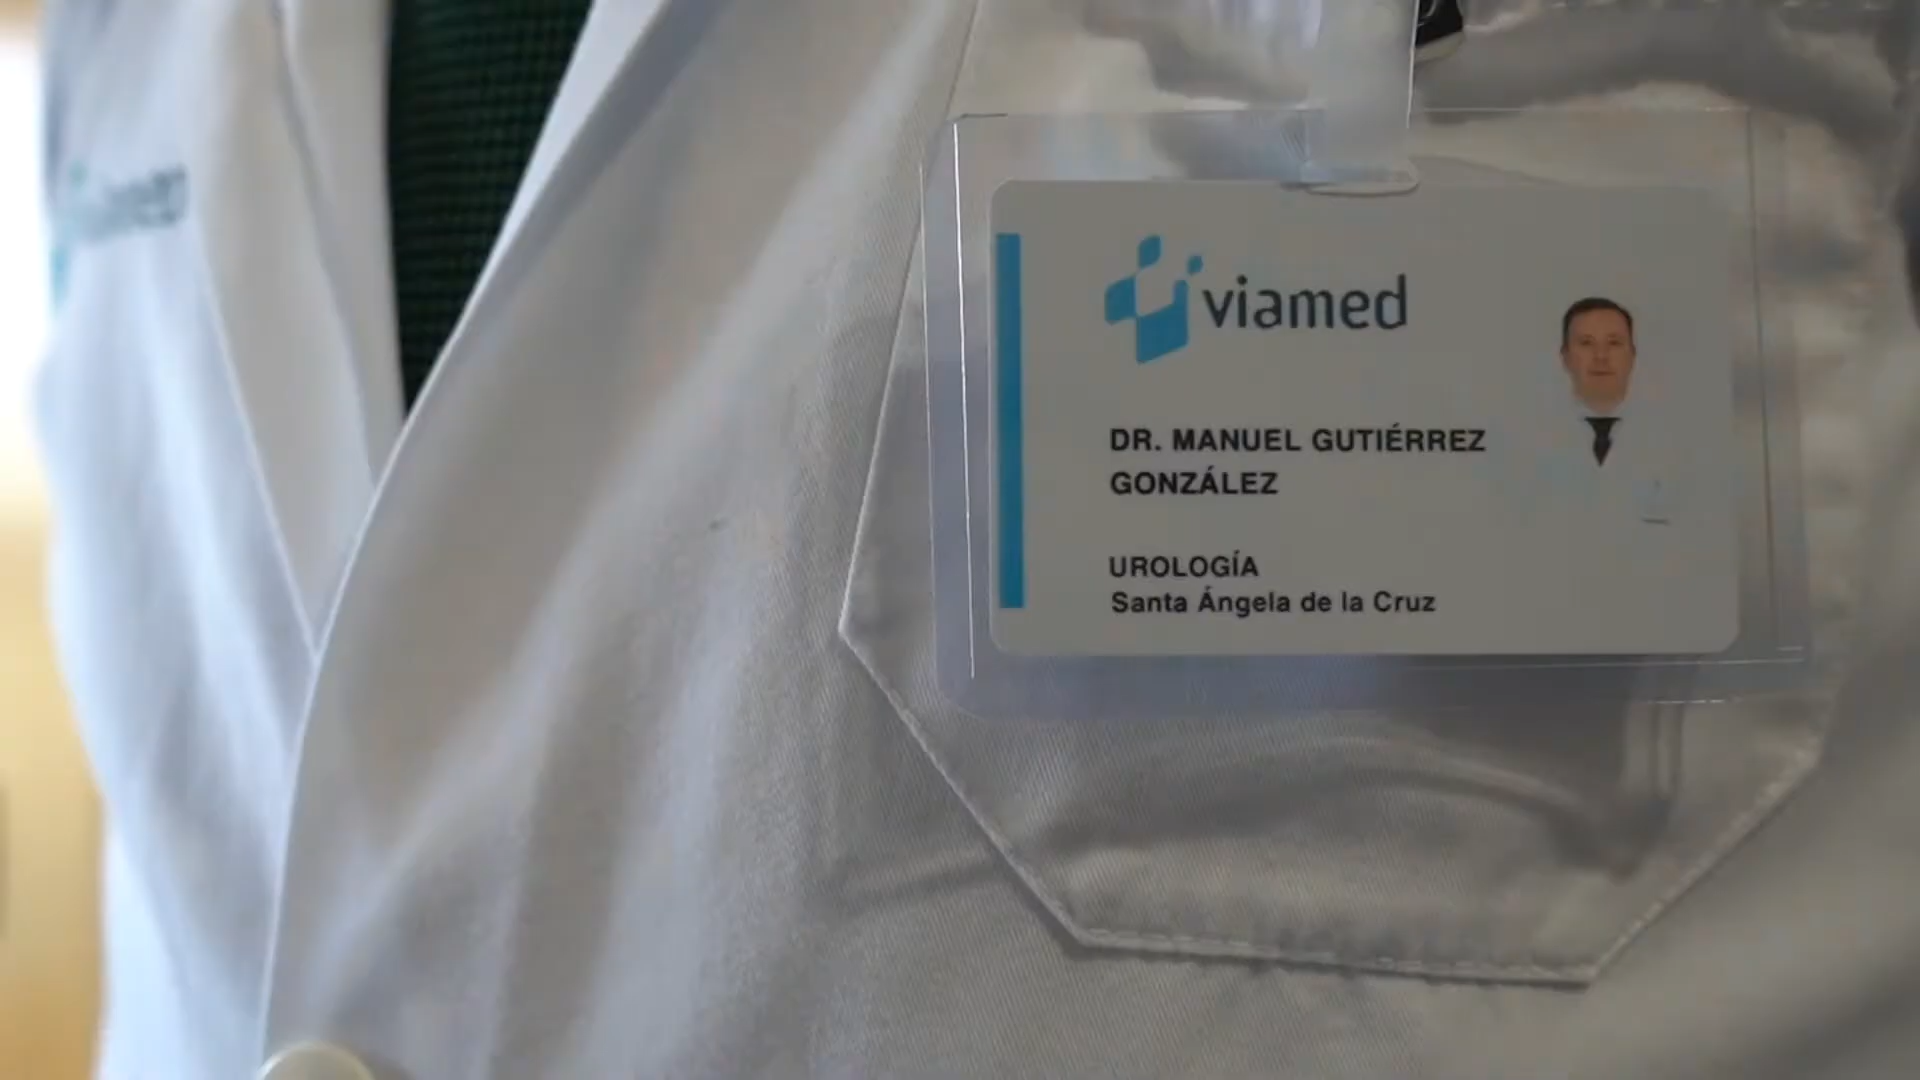 viamed
DR. MANUEL GUTIÉRREZ
GONZÁLEZ
UROLOGÍA
Santa Ángela de la Cruz